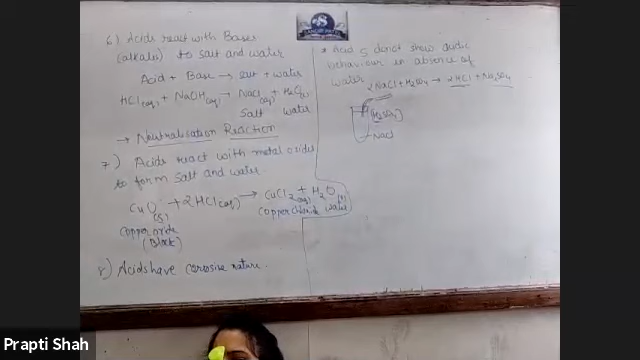 6) Acids react with Bases
(alkalis) to salt and water
Acid + Base → salt + water
HCl(aq) + NaOH(aq) → NaCl(aq) + H2O(l)
Salt water
→ Neutralisation Reaction
7) Acids react with metal oxides
to form salt and water.
CuO(s) + 2HCl(aq) → CuCl2(aq) + H2O(l)
Copper oxide
(Black)
Copper chloride water
8) Acids have corrosive nature.
* Acids donot show acidic
behaviour in absence of
water
2NaCl + H2SO4 → 2HCl + Na2SO4
[H2SO4]
NaCl
Prapti Shah